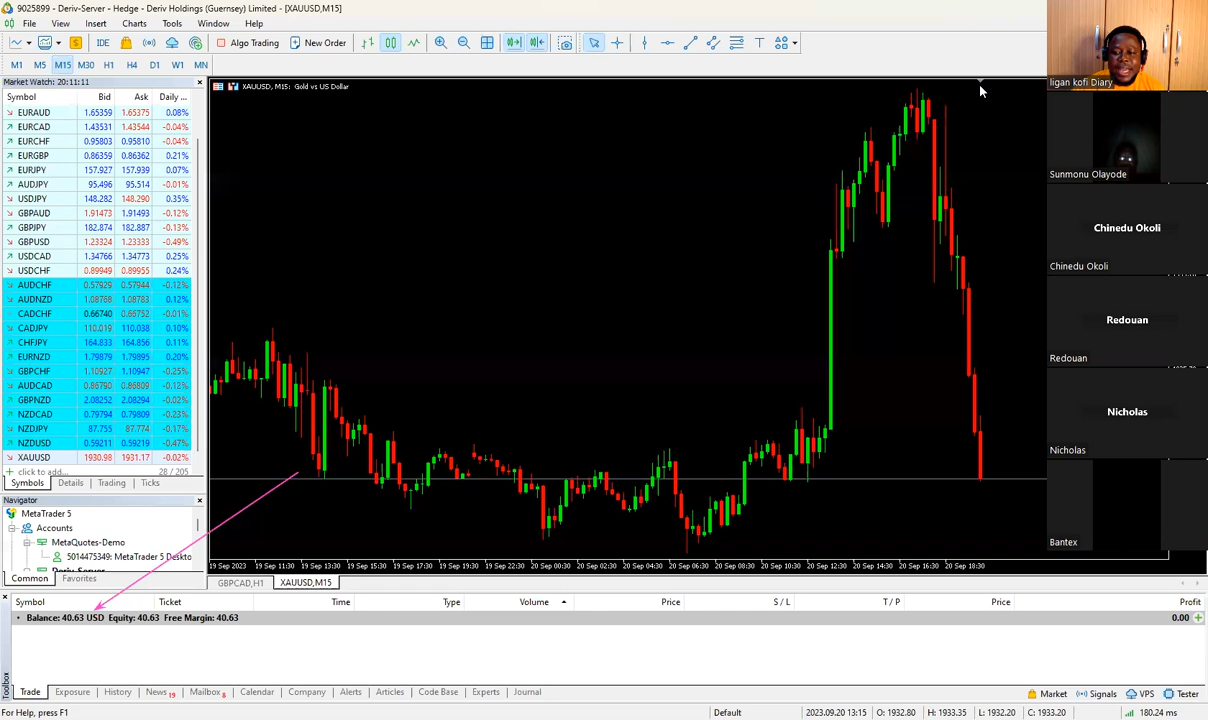 9025899 - Deriv-Server - Hedge - Deriv Holdings (Guernsey) Limited - [XAUUSD,M15]
File View Insert Charts Tools Window Help
IDE Algo Trading New Order
M1 M5 M15 M30 H1 H4 D1 W1 MN
Market Watch: 20:11:11
Symbol Bid Ask Daily ...
EURAUD 1.65359 1.65375 0.08%
EURCAD 1.43531 1.43544 -0.04%
EURCHF 0.95803 0.95810 -0.04%
EURGBP 0.86359 0.86362 0.21%
EURJPY 157.927 157.939 0.07%
AUDJPY 95.496 95.514 -0.01%
USDJPY 148.282 148.290 0.35%
GBPAUD 1.91473 1.91493 -0.12%
GBPJPY 182.874 182.887 -0.13%
GBPUSD 1.23324 1.23333 -0.49%
USDCAD 1.34766 1.34773 0.25%
USDCHF 0.89949 0.89955 0.24%
AUDCHF 0.57929 0.57944 -0.12%
AUDNZD 1.08768 1.08783 0.12%
CADCHF 0.66740 0.66752 -0.01%
CADJPY 110.019 110.038 0.10%
CHFJPY 164.833 164.856 0.11%
EURNZD 1.79879 1.79895 0.20%
GBPCHF 1.10927 1.10947 -0.25%
AUDCAD 0.86790 0.86809 -0.12%
GBPNZD 2.08252 2.08294 -0.02%
NZDCAD 0.79794 0.79809 -0.23%
NZDJPY 87.755 87.774 -0.17%
NZDUSD 0.59211 0.59219 -0.47%
XAUUSD 1930.98 1931.17 -0.02%
click to add... 28 / 205
Symbols Details Trading Ticks
Navigator
MetaTrader 5
Accounts
MetaQuotes-Demo
5014475349: MetaTrader 5 Deskto
Deriv-Server
Common Favorites
XAUUSD, M15: Gold vs US Dollar
19 Sep 2023 19 Sep 11:30 19 Sep 13:30 19 Sep 15:30 19 Sep 17:30 19 Sep 19:30 19 Sep 21:30 20 Sep 00:30 20 Sep 02:30 20 Sep 04:30 20 Sep 06:30 20 Sep 08:30 20 Sep 10:30 20 Sep 12:30 20 Sep 14:30 20 Sep 16:30 20 Sep 18:30
GBPCAD,H1 XAUUSD,M15
ligan kofi Diary
Sunmonu Olayode
Chinedu Okoli
Chinedu Okoli
Redouan
Redouan
Nicholas
Nicholas
Bantex
Symbol Ticket Time Type Volume Price S / L T / P Price Profit
Balance: 40.63 USD Equity: 40.63 Free Margin: 40.63 0.00
Toolbox
Trade Exposure History News 19 Mailbox 8 Calendar Company Alerts Articles Code Base Experts Journal
Market Signals VPS Tester
For Help, press F1 Default 2023.09.20 13:15 O: 1932.80 H: 1933.35 L: 1932.20 C: 1933.20 180.24 ms